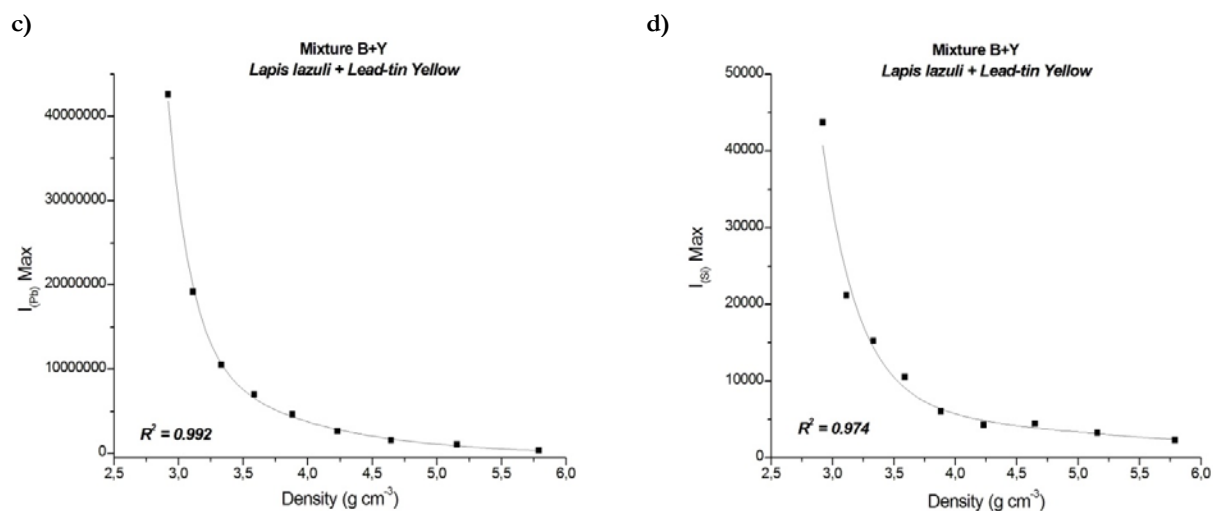 c)
Mixture B+Y
Lapis lazuli + Lead-tin Yellow
40000000
30000000
20000000
10000000
0
I(Pb) Max
R² = 0.992
2,5 3,0 3,5 4,0 4,5 5,0 5,5 6,0
Density (g cm⁻³)
d)
Mixture B+Y
Lapis lazuli + Lead-tin Yellow
50000
40000
30000
20000
10000
0
I(Si) Max
R² = 0.974
2,5 3,0 3,5 4,0 4,5 5,0 5,5 6,0
Density (g cm⁻³)